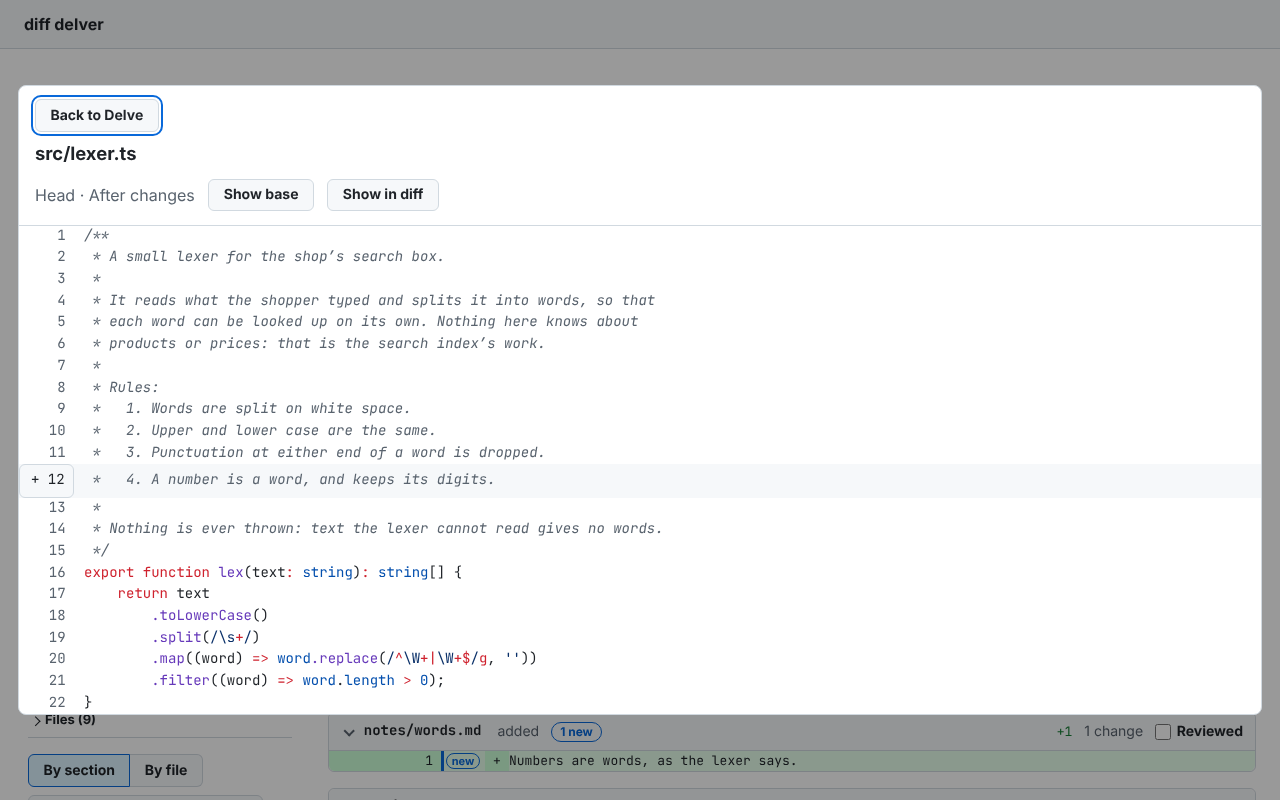 diff delver
Back to Delve
src/lexer.ts
Head · After changes Show base Show in diff
1 /**
2  * A small lexer for the shop’s search box.
3  *
4  * It reads what the shopper typed and splits it into words, so that
5  * each word can be looked up on its own. Nothing here knows about
6  * products or prices: that is the search index’s work.
7  *
8  * Rules:
9  *   1. Words are split on white space.
10  *   2. Upper and lower case are the same.
11  *   3. Punctuation at either end of a word is dropped.
+ 12  *   4. A number is a word, and keeps its digits.
13  *
14  * Nothing is ever thrown: text the lexer cannot read gives no words.
15  */
16 export function lex(text: string): string[] {
17     return text
18         .toLowerCase()
19         .split(/\s+/)
20         .map((word) => word.replace(/^\W+|\W+$/g, ''))
21         .filter((word) => word.length > 0);
22 }
Files (9)
notes/words.md added 1 new +1 1 change Reviewed
By section By file
1 new + Numbers are words, as the lexer says.